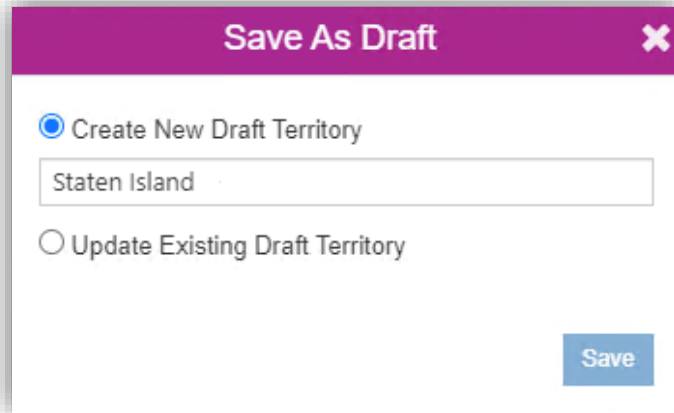 Save As Draft
Create New Draft Territory
Staten Island
Update Existing Draft Territory
Save